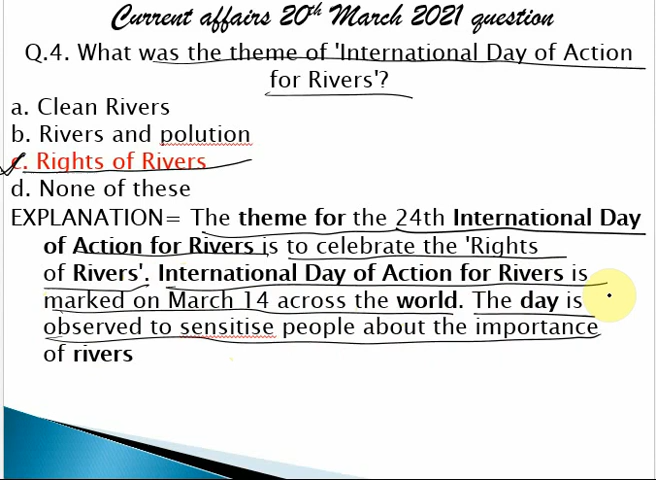 Current affairs 20th March 2021 question
Q.4. What was the theme of 'International Day of Action
for Rivers'?
a. Clean Rivers
b. Rivers and polution
c. Rights of Rivers
d. None of these
EXPLANATION= The theme for the 24th International Day
of Action for Rivers is to celebrate the 'Rights
of Rivers'. International Day of Action for Rivers is
marked on March 14 across the world. The day is
observed to sensitise people about the importance
of rivers